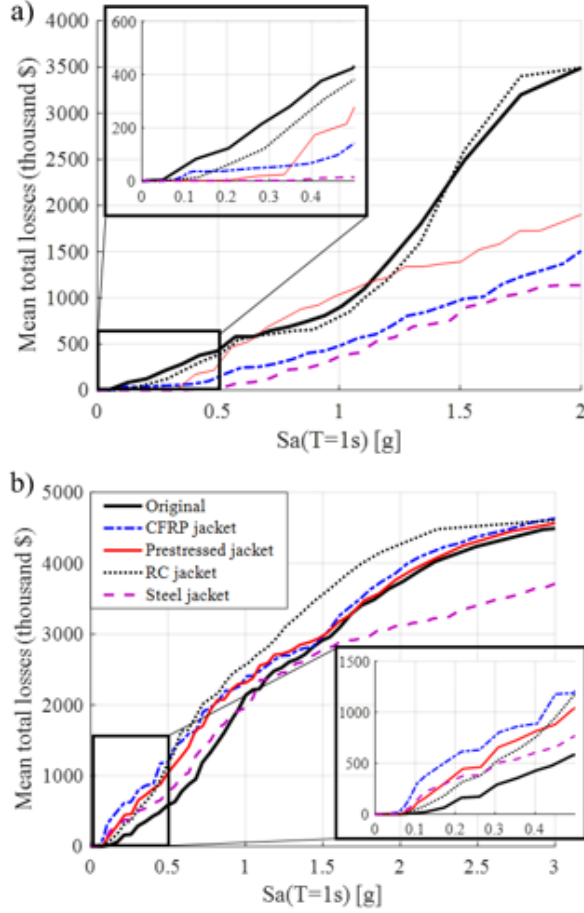 a)
4000
3500
3000
2500
2000
1500
1000
500
0
Mean total losses (thousand $)
600
400
200
0
0 0.1 0.2 0.3 0.4
0 0.5 1 1.5 2
Sa(T=1s) [g]
b)
5000
4000
3000
2000
1000
0
Mean total losses (thousand $)
Original
CFRP jacket
Prestressed jacket
RC jacket
Steel jacket
1500
1000
500
0
0 0.1 0.2 0.3 0.4
0 0.5 1 1.5 2 2.5 3
Sa(T=1s) [g]